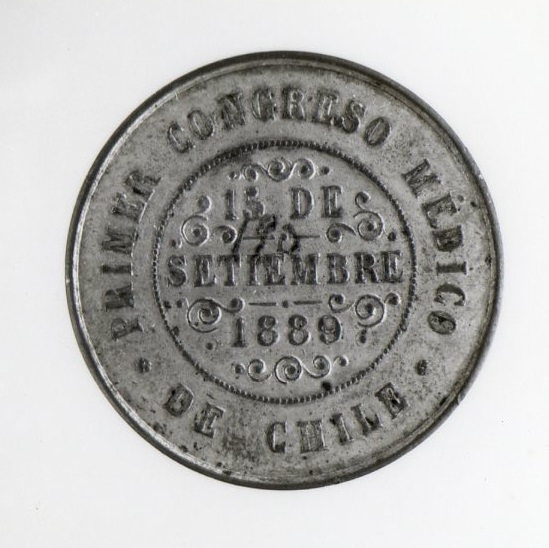 PRIMER CONGRESO MÉDICO
DE CHILE
15 DE
SETIEMBRE
1889